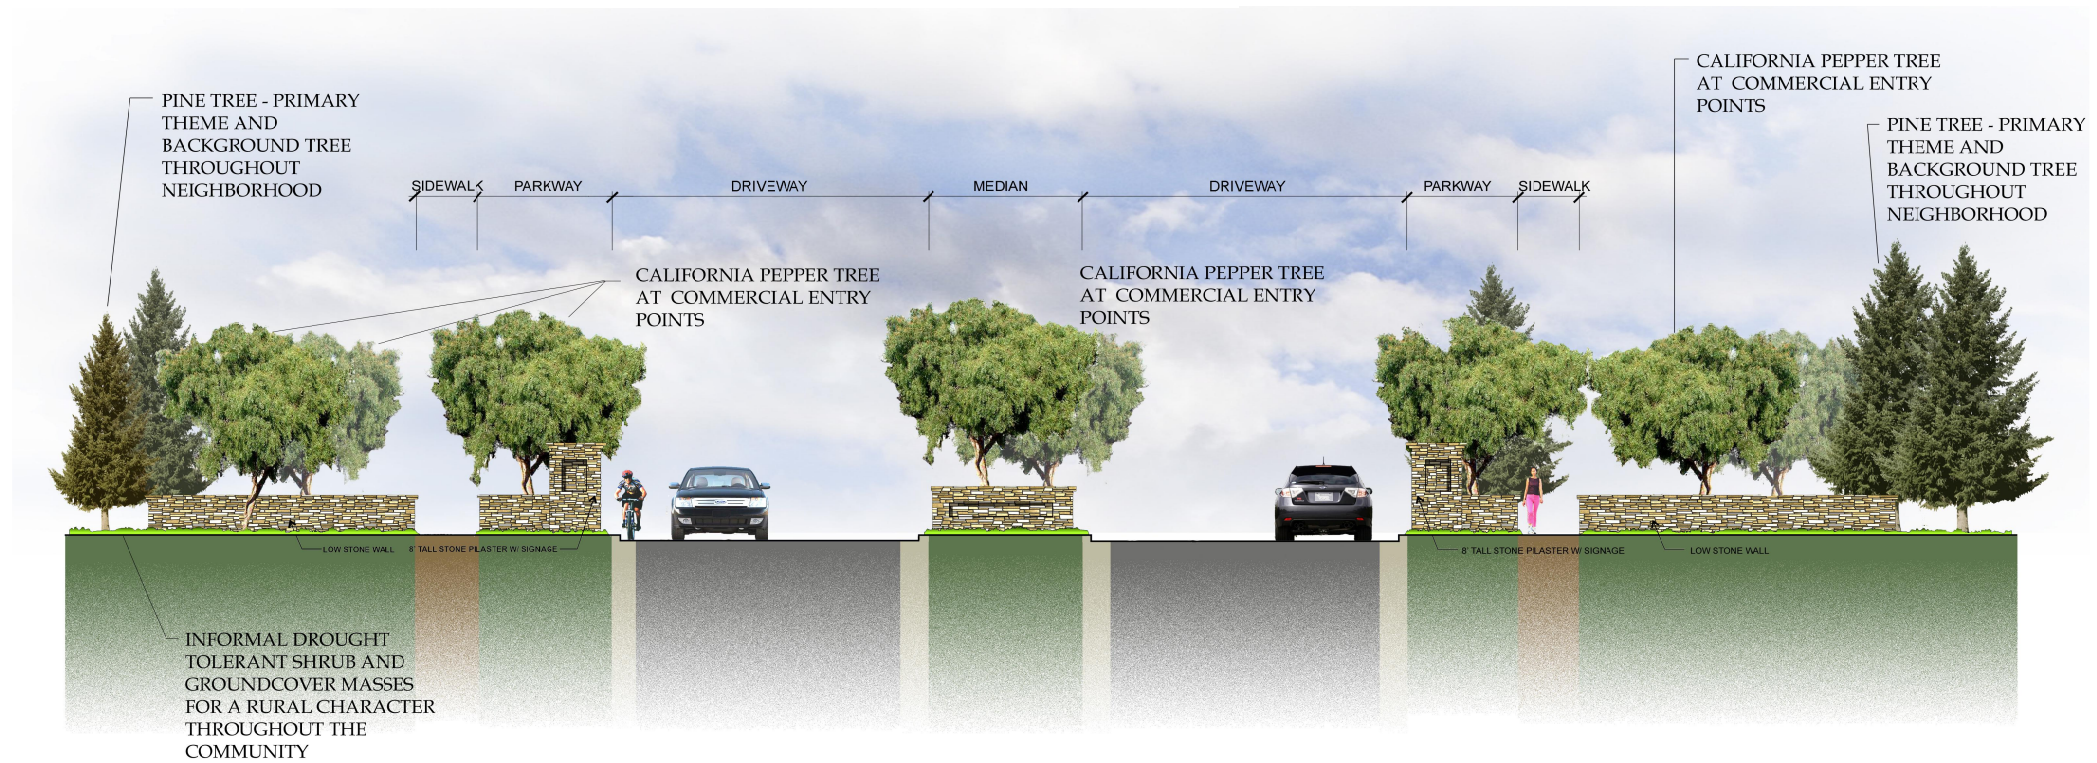 CALIFORNIA PEPPER TREE
AT COMMERCIAL ENTRY
POINTS
PINE TREE - PRIMARY
THEME AND
BACKGROUND TREE
THROUGHOUT
NEIGHBORHOOD
PINE TREE - PRIMARY
THEME AND
BACKGROUND TREE
THROUGHOUT
NEIGHBORHOOD
SIDEWALK
PARKWAY
DRIVEWAY
MEDIAN
DRIVEWAY
PARKWAY
SIDEWALK
CALIFORNIA PEPPER TREE
AT COMMERCIAL ENTRY
POINTS
CALIFORNIA PEPPER TREE
AT COMMERCIAL ENTRY
POINTS
LOW STONE WALL
8' TALL STONE PILASTER W/ SIGNAGE
8' TALL STONE PILASTER W/ SIGNAGE
LOW STONE WALL
INFORMAL DROUGHT
TOLERANT SHRUB AND
GROUNDCOVER MASSES
FOR A RURAL CHARACTER
THROUGHOUT THE
COMMUNITY